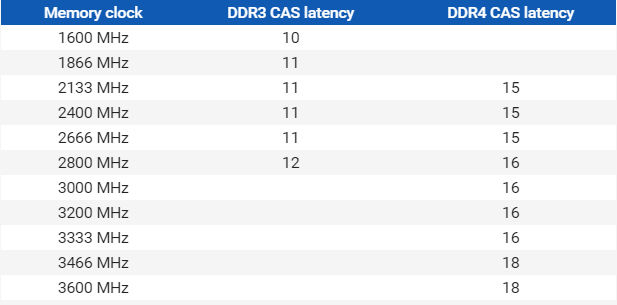 Memory clock DDR3 CAS latency DDR4 CAS latency
1600 MHz 10
1866 MHz 11
2133 MHz 11 15
2400 MHz 11 15
2666 MHz 11 15
2800 MHz 12 16
3000 MHz 16
3200 MHz 16
3333 MHz 16
3466 MHz 18
3600 MHz 18